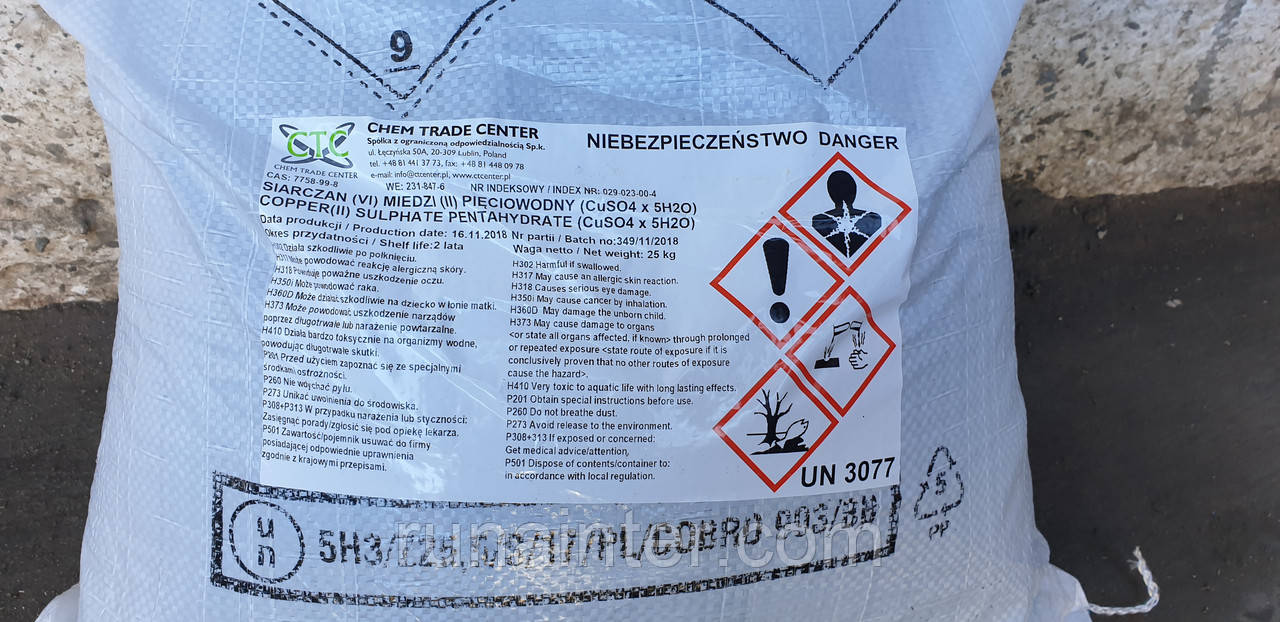 9
CTC
CHEM TRADE CENTER
CHEM TRADE CENTER
Spółka z ograniczoną odpowiedzialnością Sp.k.
ul. Łęczyńska 50A, 20-309 Lublin, Poland
tel. +48 81 441 37 73, fax: +48 81 448 09 78
e-mail: info@ctcenter.pl, www.ctcenter.pl
NIEBEZPIECZEŃSTWO DANGER
CAS: 7758-99-8 WE: 231-847-6 NR INDEKSOWY / INDEX NR: 029-023-00-4
SIARCZAN (VI) MIEDZI (II) PIĘCIOWODNY (CuSO4 x 5H2O)
COPPER(II) SULPHATE PENTAHYDRATE (CuSO4 x 5H2O)
Data produkcji / Production date: 16.11.2018 Nr partii / Batch no:349/11/2018
Okres przydatności / Shelf life:2 lata Waga netto / Net weight: 25 kg
Działa szkodliwie po połknięciu.
powodować reakcję alergiczną skóry.
H318 Powoduje poważne uszkodzenie oczu.
H350i Może powodować raka.
H360D Może działać szkodliwie na dziecko w łonie matki.
H373 Może powodować uszkodzenie narządów
poprzez długotrwałe lub narażenie powtarzalne.
H410 Działa bardzo toksycznie na organizmy wodne,
powodując długotrwałe skutki.
Przed użyciem zapoznać się ze specjalnymi
środkami ostrożności.
P260 Nie wdychać pyłu.
P273 Unikać uwolnienia do środowiska.
P308+P313 W przypadku narażenia lub styczności:
Zasięgnąć porady/zgłosić się pod opiekę lekarza.
P501 Zawartość/pojemnik usuwać do firmy
posiadającej odpowiednie uprawnienia
zgodnie z krajowymi przepisami.
H302 Harmful if swallowed.
H317 May cause an allergic skin reaction.
H318 Causes serious eye damage.
H350i May cause cancer by inhalation.
H360D May damage the unborn child.
H373 May cause damage to organs
<or state all organs affected, if known> through prolonged
or repeated exposure <state route of exposure if it is
conclusively proven that no other routes of exposure
cause the hazard>.
H410 Very toxic to aquatic life with long lasting effects.
P201 Obtain special instructions before use.
P260 Do not breathe dust.
P273 Avoid release to the environment.
P308+313 If exposed or concerned:
Get medical advice/attention,
P501 Dispose of contents/container to:
in accordance with local regulation.
UN 3077
5
PP
u
n
5H3/ /PL/COBRO 903/BH
runainter.com